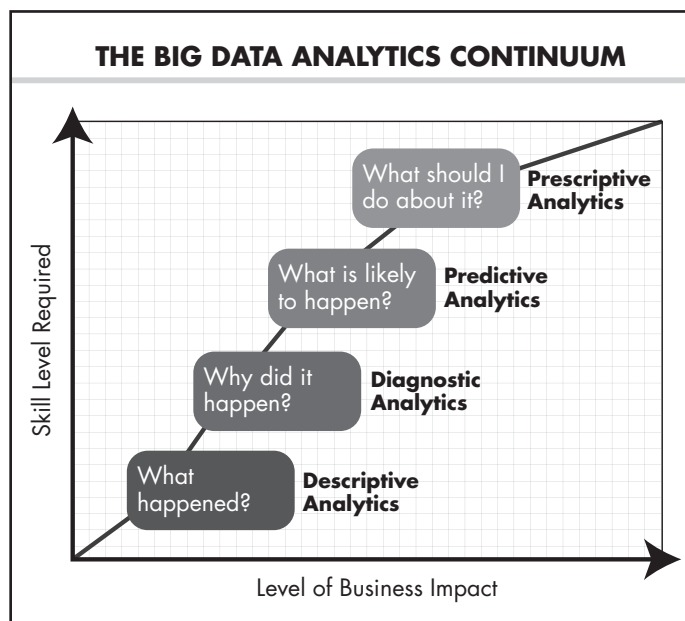 THE BIG DATA ANALYTICS CONTINUUM
Skill Level Required
What should I
do about it?
Prescriptive
Analytics
What is likely
to happen?
Predictive
Analytics
Why did it
happen?
Diagnostic
Analytics
What
happened?
Descriptive
Analytics
Level of Business Impact